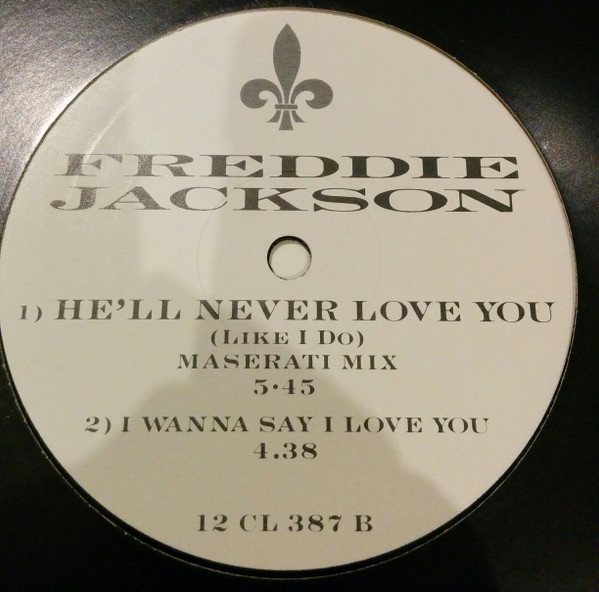 FREDDIE
JACKSON
1) HE'LL NEVER LOVE YOU
(LIKE I DO)
MASERATI MIX
5·45
2) I WANNA SAY I LOVE YOU
4.38
12 CL 387 B